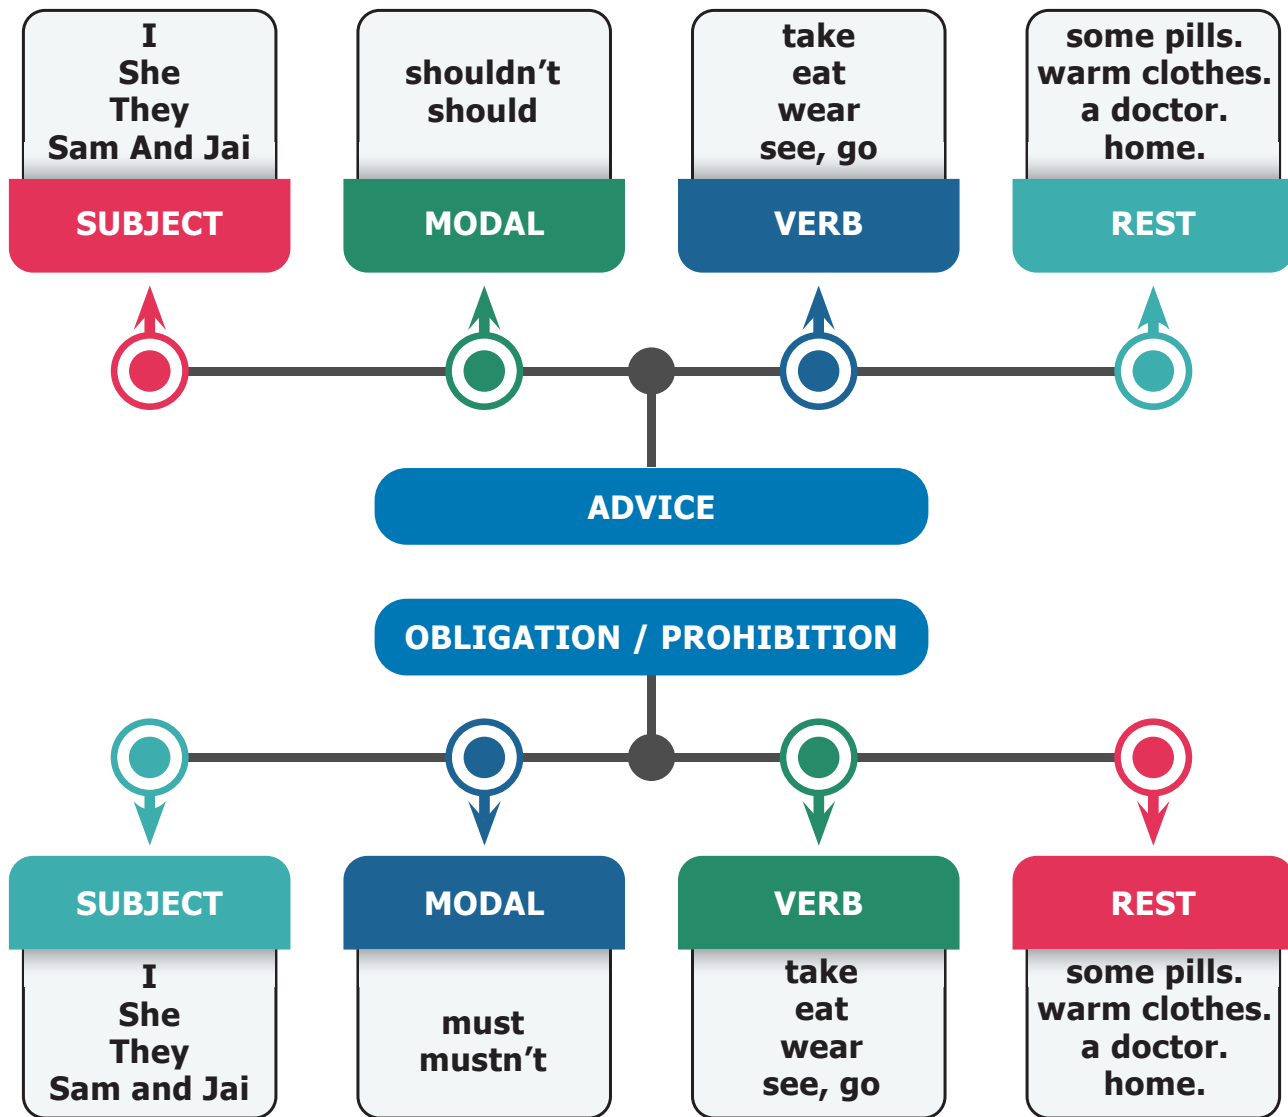 I
She
They
Sam And Jai
SUBJECT
shouldn't
should
MODAL
take
eat
wear
see, go
VERB
some pills.
warm clothes.
a doctor.
home.
REST
ADVICE
OBLIGATION / PROHIBITION
SUBJECT
I
She
They
Sam and Jai
MODAL
must
mustn't
VERB
take
eat
wear
see, go
REST
some pills.
warm clothes.
a doctor.
home.